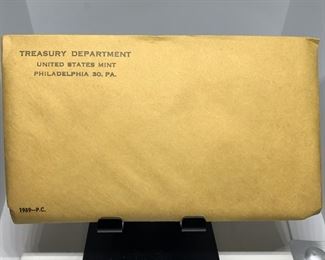 TREASURY DEPARTMENT
UNITED STATES MINT
PHILADELPHIA 30, PA.
1959—P.C.